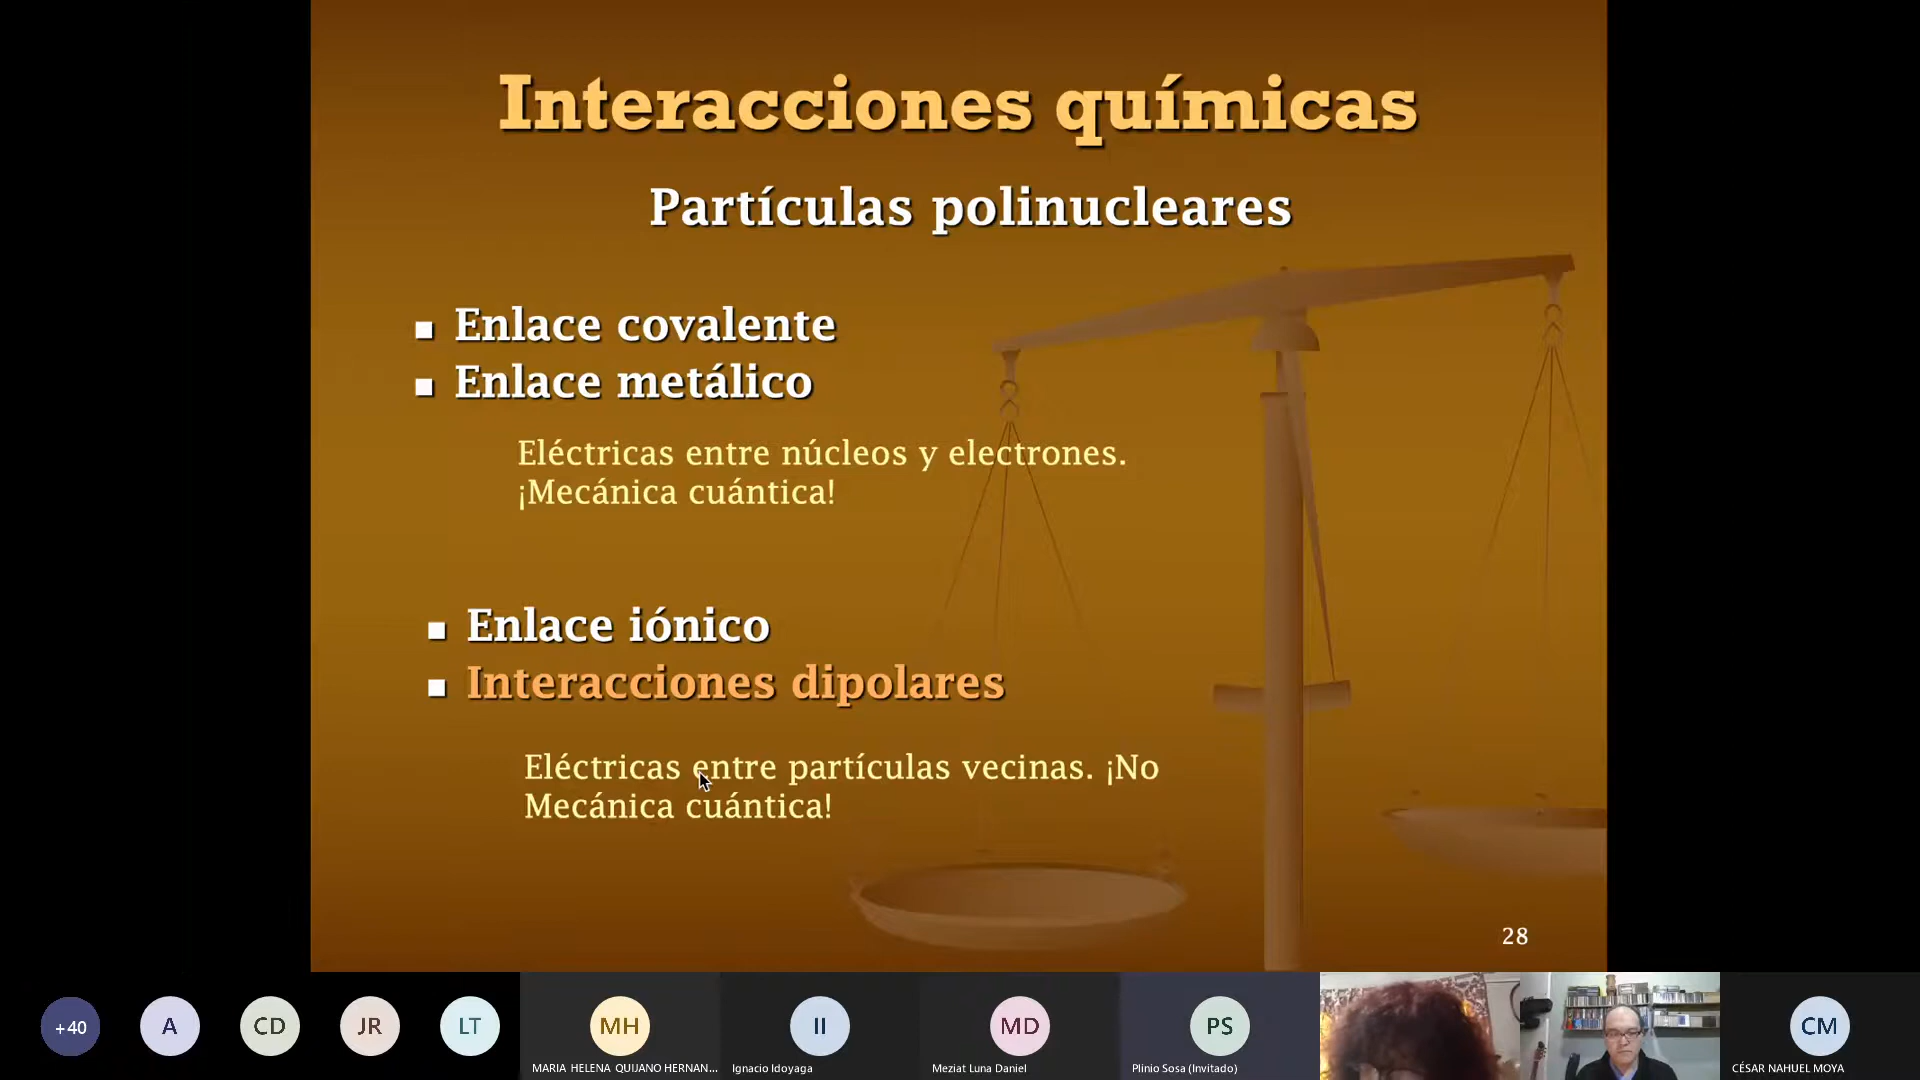 Interacciones químicas
Partículas polinucleares
Enlace covalente
Enlace metálico
Eléctricas entre núcleos y electrones.
¡Mecánica cuántica!
Enlace iónico
Interacciones dipolares
Eléctricas entre partículas vecinas. ¡No
Mecánica cuántica!
28
+40
A
CD
JR
LT
MH
MARIA HELENA QUIJANO HERNAN...
II
Ignacio Idoyaga
MD
Meziat Luna Daniel
PS
Plinio Sosa (Invitado)
CM
CÉSAR NAHUEL MOYA